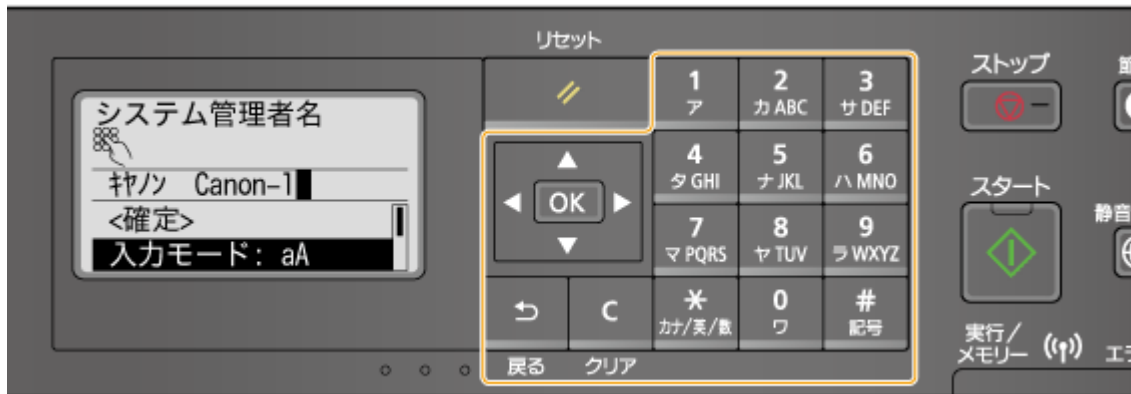 リセット
システム管理者名
ｷﾔﾉﾝ Canon-1
<確定>
入力モード: aA
1
ア
2
カ ABC
3
サ DEF
4
タ GHI
5
ナ JKL
6
ハ MNO
7
マ PQRS
8
ヤ TUV
9
ラ WXYZ
＊
カナ/英/数
0
ワ
#
記号
OK
C
戻る
クリア
ストップ
スタート
静音
実行/
メモリー
エラ